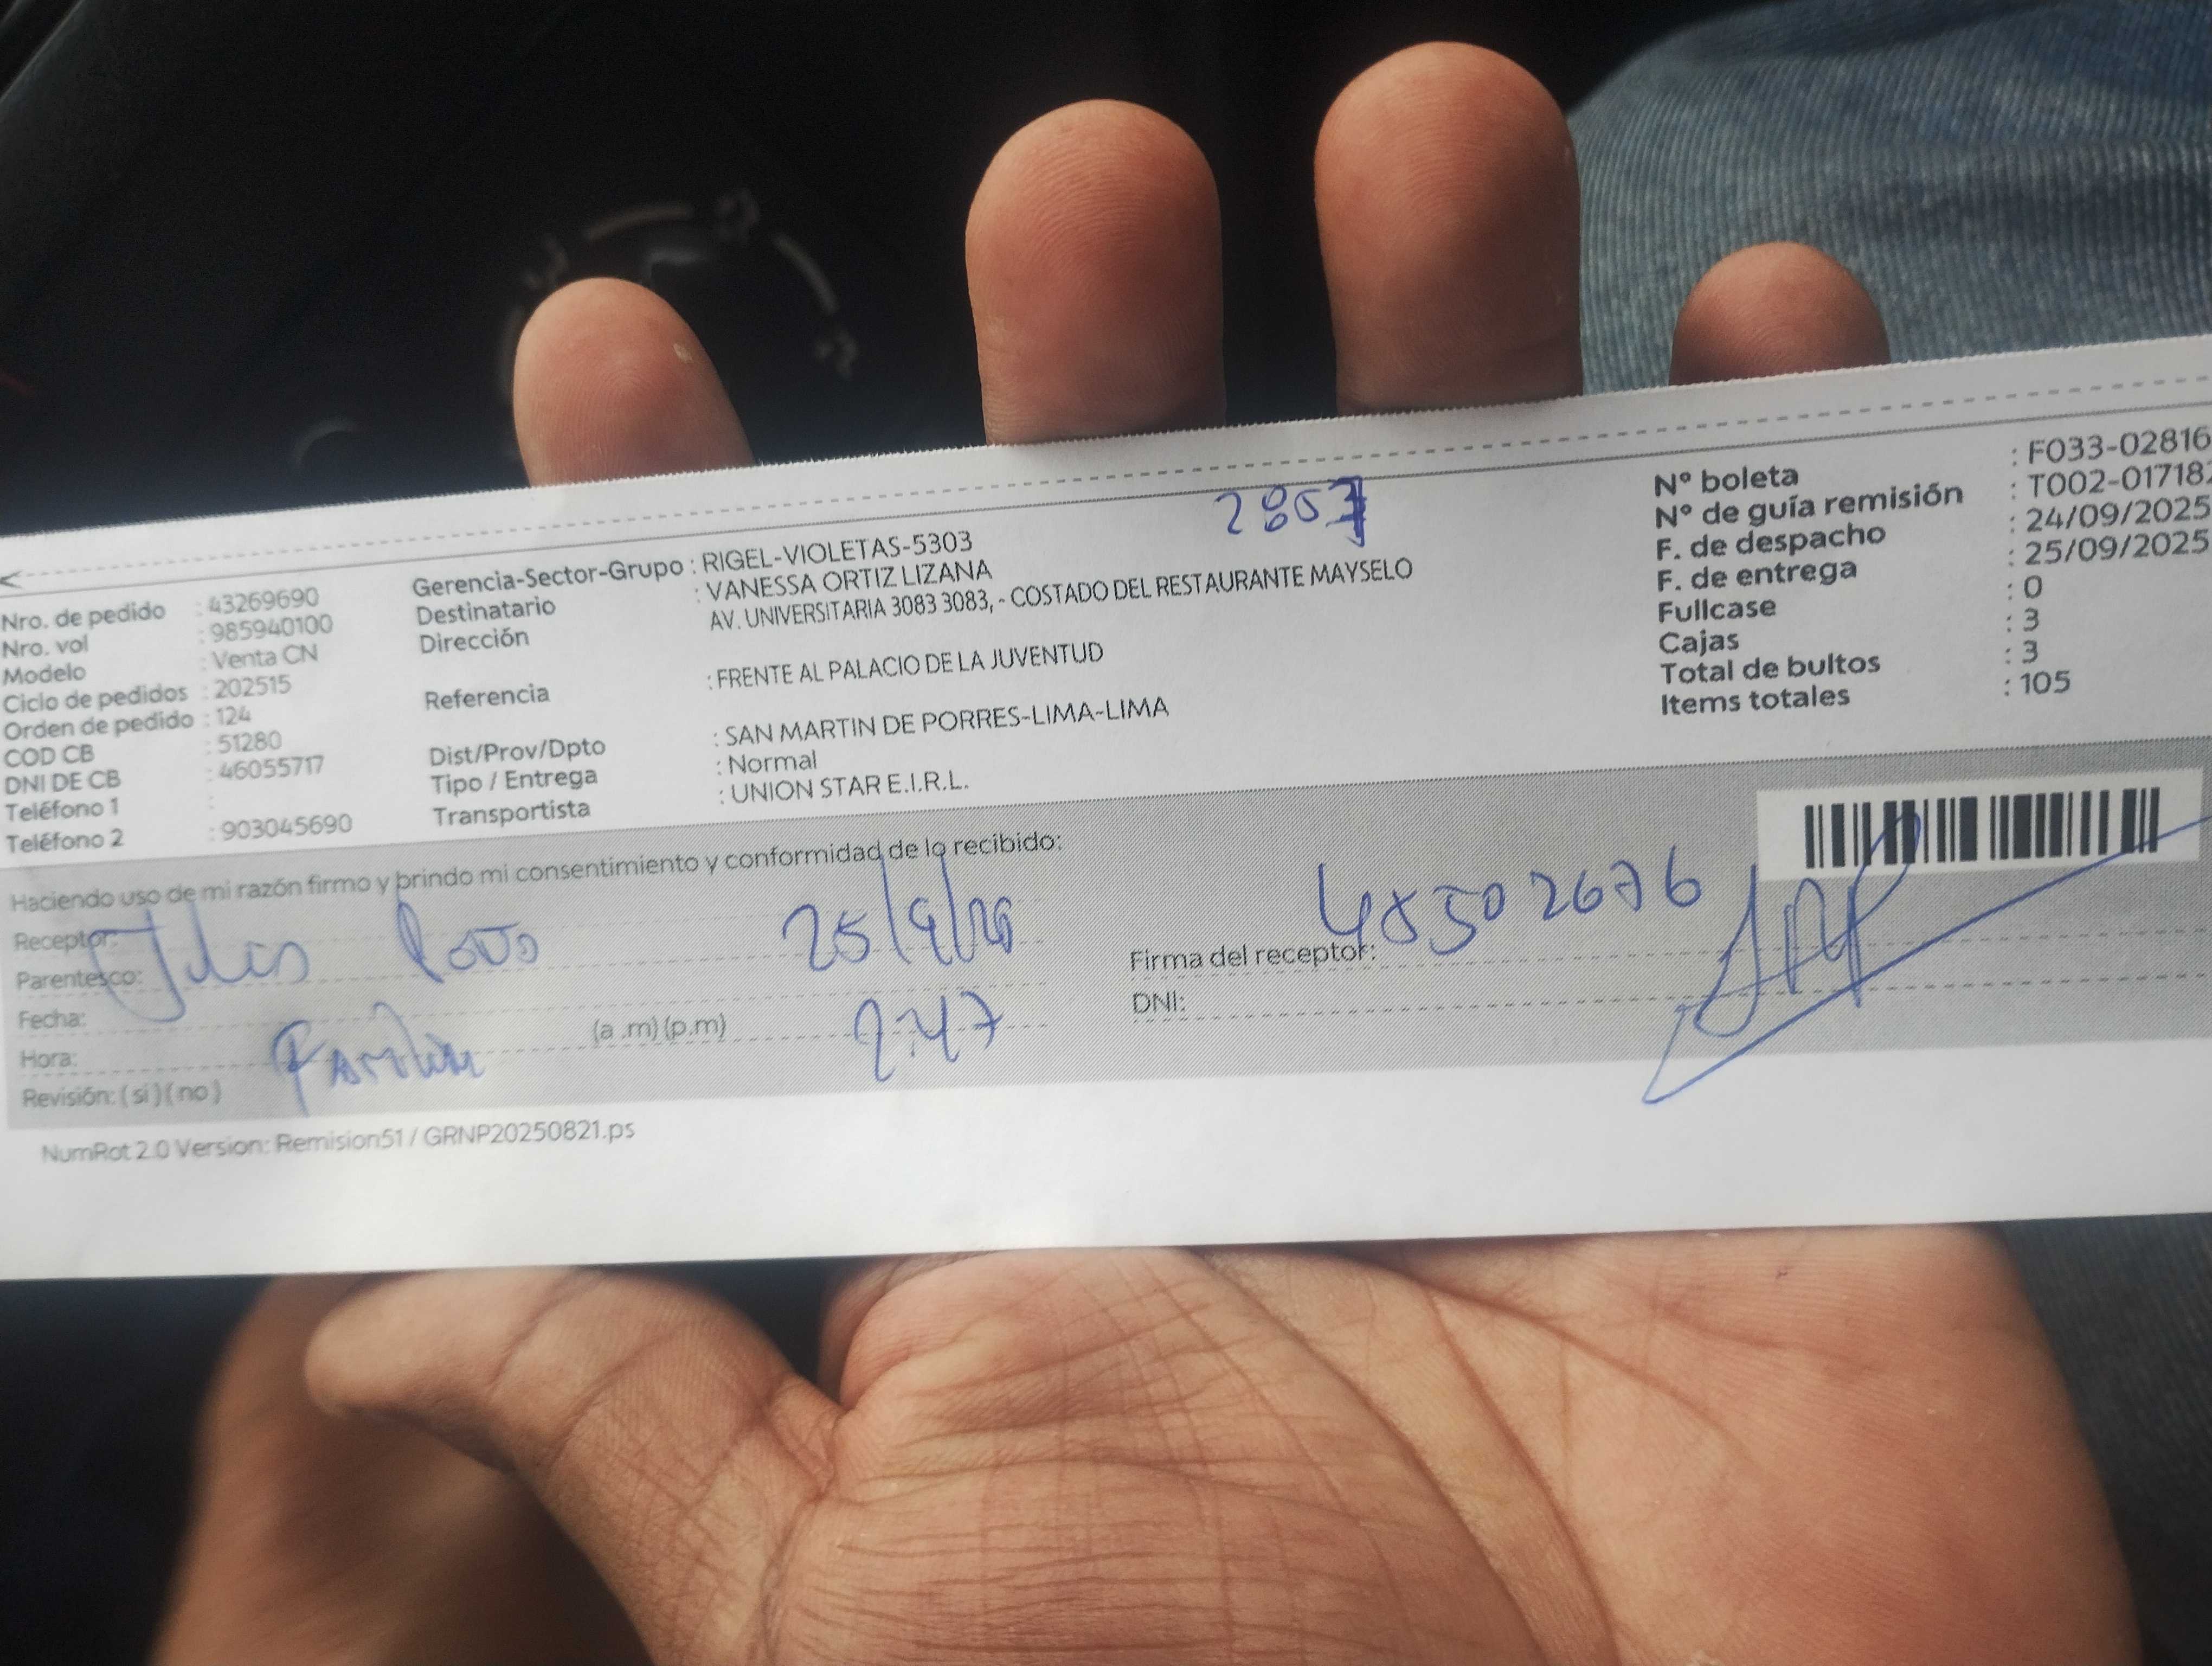 2857
Nro. de pedido : 43269690
Nro. vol : 985940100
Modelo : Venta CN
Ciclo de pedidos : 202515
Orden de pedido : 124
COD CB : 51280
DNI DE CB : 46055717
Teléfono 1 :
Teléfono 2 : 903045690
Gerencia-Sector-Grupo : RIGEL-VIOLETAS-5303
Destinatario : VANESSA ORTIZ LIZANA
Dirección AV. UNIVERSITARIA 3083 3083, - COSTADO DEL RESTAURANTE MAYSELO
Referencia : FRENTE AL PALACIO DE LA JUVENTUD
Dist/Prov/Dpto : SAN MARTIN DE PORRES-LIMA-LIMA
Tipo / Entrega : Normal
Transportista : UNION STAR E.I.R.L.
N° boleta : F033-02816
N° de guía remisión : T002-01718
F. de despacho : 24/09/2025
F. de entrega : 25/09/2025
Fullcase : 0
Cajas : 3
Total de bultos : 3
Items totales : 105
Haciendo uso de mi razón firmo y brindo mi consentimiento y conformidad de lo recibido:
Receptor:
Parentesco:
Fecha:
Hora: (a .m) (p.m)
Revisión: ( si ) ( no )
2:47
Firma del receptor:
DNI:
NumRot 2.0 Version: Remision51 / GRNP20250821.ps